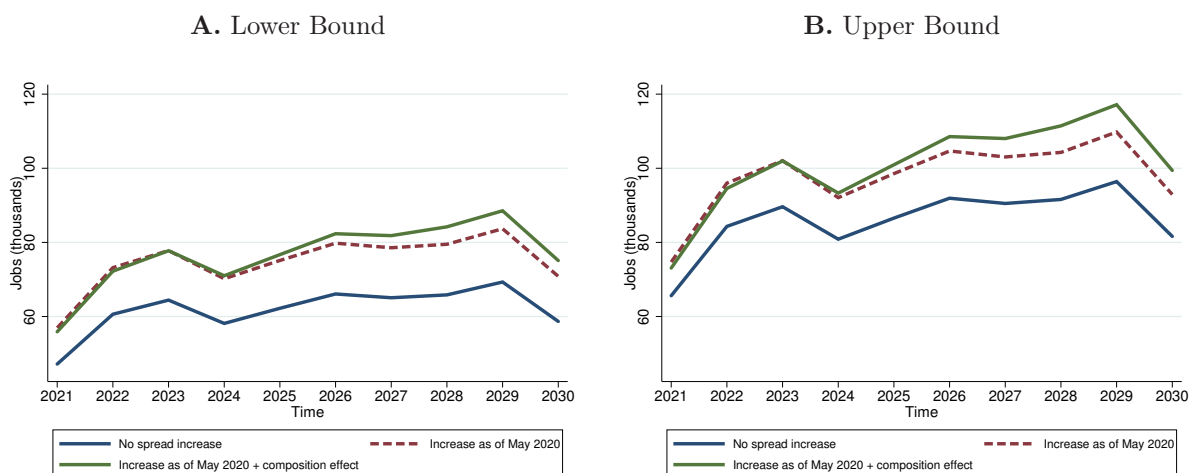 A. Lower Bound
Jobs (thousands)
120
100
80
60
2021 2022 2023 2024 2025 2026 2027 2028 2029 2030
Time
No spread increase
Increase as of May 2020
Increase as of May 2020 + composition effect
B. Upper Bound
Jobs (thousands)
120
100
80
60
2021 2022 2023 2024 2025 2026 2027 2028 2029 2030
Time
No spread increase
Increase as of May 2020
Increase as of May 2020 + composition effect